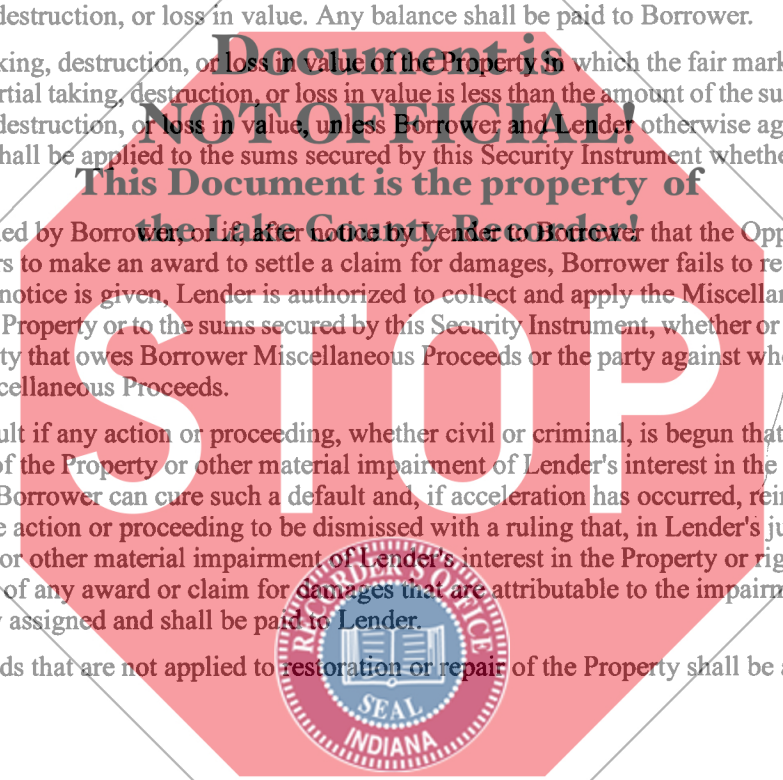 destruction, or loss in value. Any balance shall be paid to Borrower.
Document is
king, destruction, or loss in value of the Property in which the fair mark
rtial taking, destruction, or loss in value is less than the amount of the su
NOT OFFICIAL!
destruction, or loss in value, unless Borrower and Lender otherwise ag
hall be applied to the sums secured by this Security Instrument whethe
This Document is the property of
the Lake County Recorder!
ed by Borrower, or if, after notice by Lender to Borrower that the Opp
rs to make an award to settle a claim for damages, Borrower fails to re
notice is given, Lender is authorized to collect and apply the Miscellan
Property or to the sums secured by this Security Instrument, whether or
ty that owes Borrower Miscellaneous Proceeds or the party against wh
cellaneous Proceeds.
STOP
ult if any action or proceeding, whether civil or criminal, is begun that
of the Property or other material impairment of Lender's interest in the
Borrower can cure such a default and, if acceleration has occurred, rein
e action or proceeding to be dismissed with a ruling that, in Lender's ju
or other material impairment of Lender's interest in the Property or rig
of any award or claim for damages that are attributable to the impairm
assigned and shall be paid to Lender.
ds that are not applied to restoration or repair of the Property shall be a
RECORDER'S OFFICE
SEAL
INDIANA